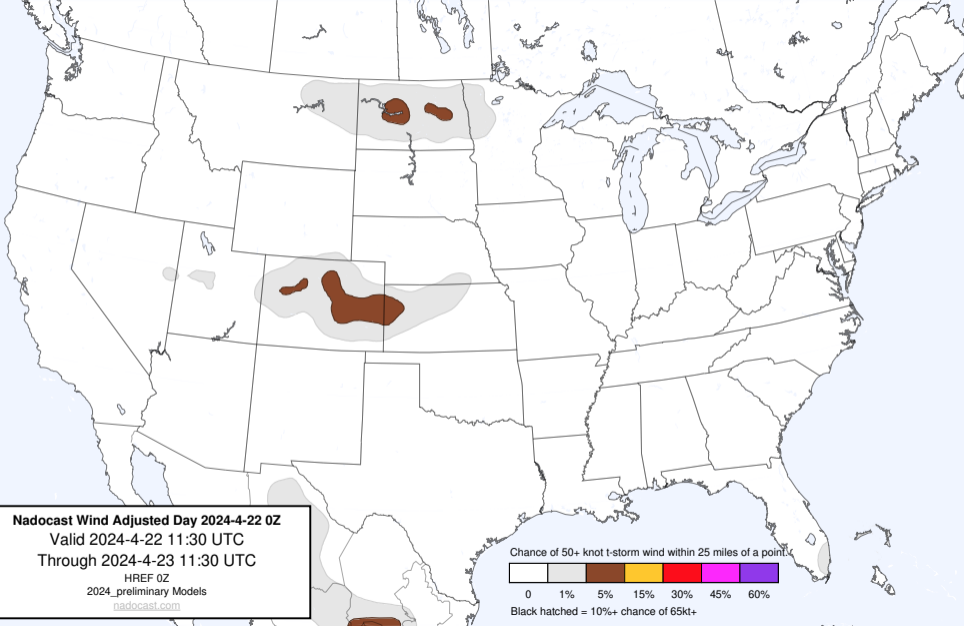 Nadocast Wind Adjusted Day 2024-4-22 0Z
Valid 2024-4-22 11:30 UTC
Through 2024-4-23 11:30 UTC
HREF 0Z
2024_preliminary Models
nadocast.com
Chance of 50+ knot t-storm wind within 25 miles of a point.
0 1% 5% 15% 30% 45% 60%
Black hatched = 10%+ chance of 65kt+